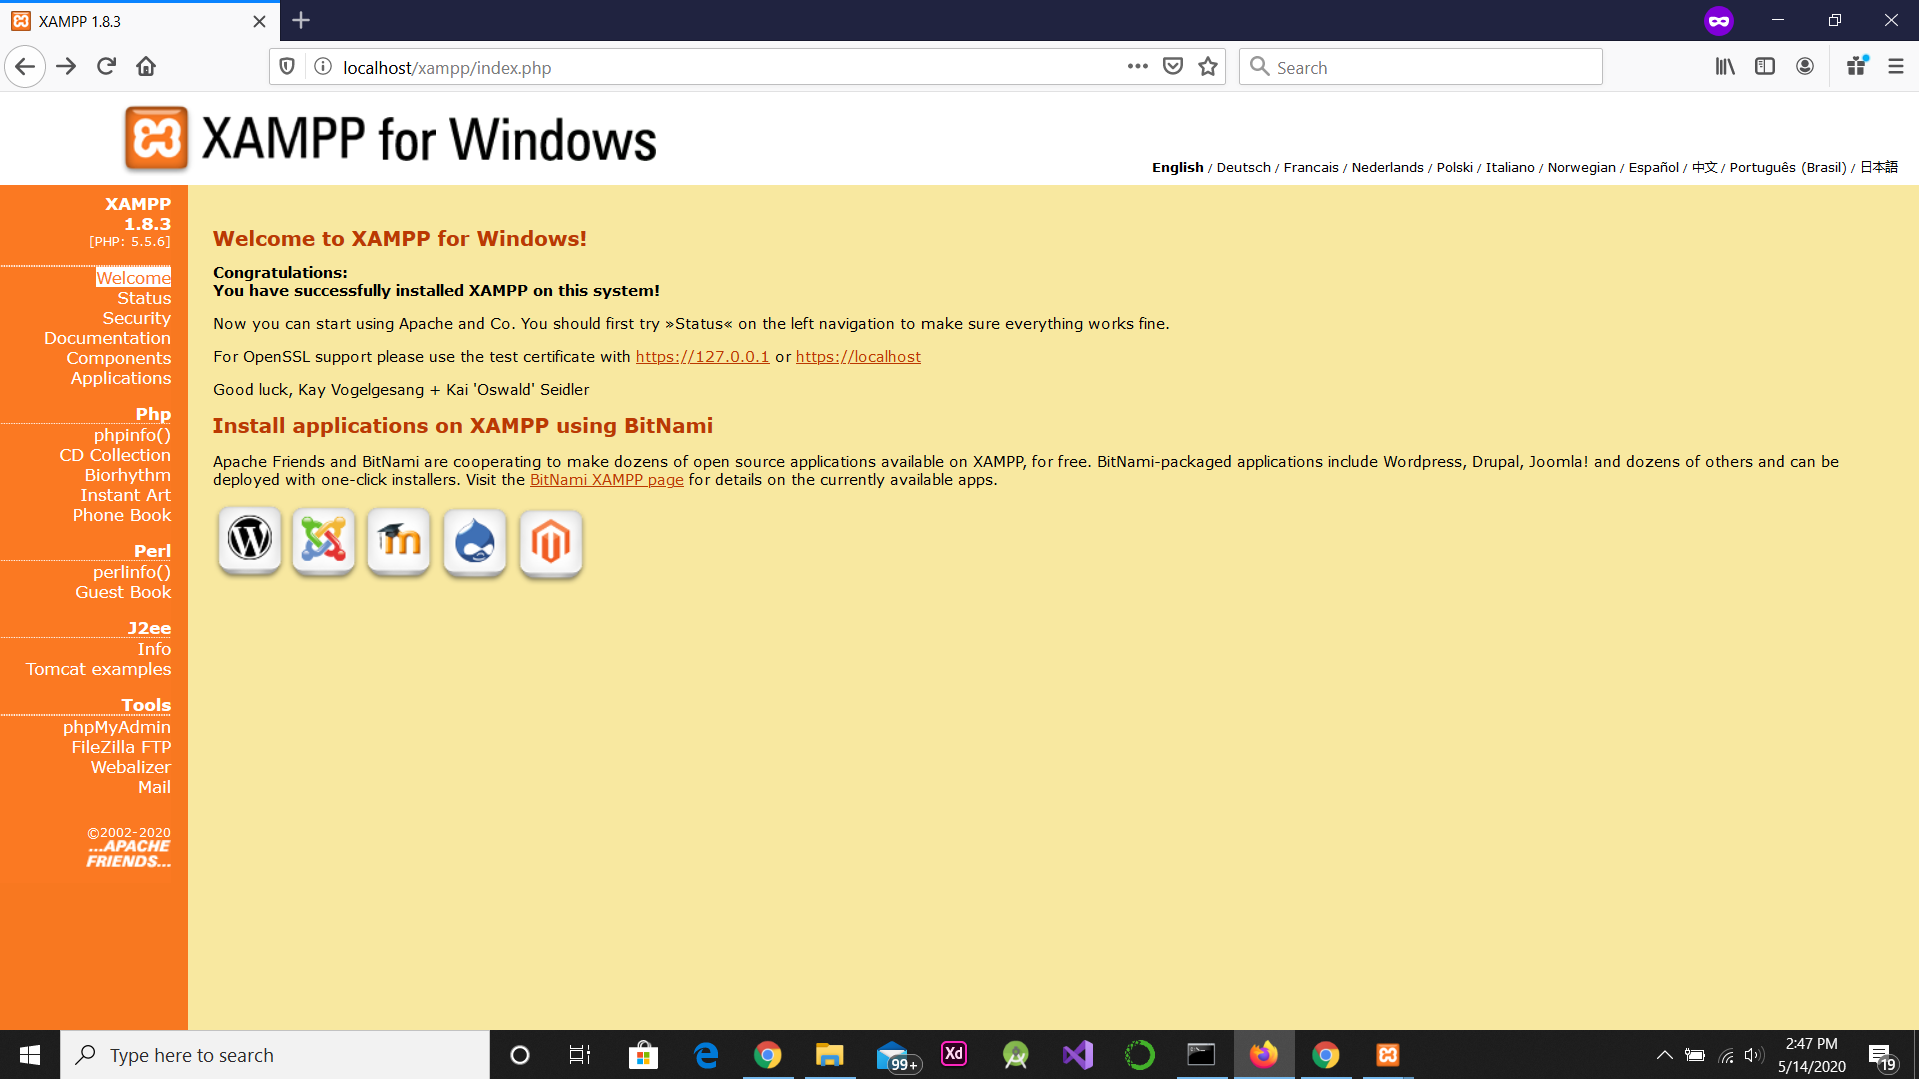 XAMPP 1.8.3
localhost/xampp/index.php
Search
XAMPP for Windows
English / Deutsch / Francais / Nederlands / Polski / Italiano / Norwegian / Español / 中文 / Português (Brasil) / 日本語
XAMPP
1.8.3
[PHP: 5.5.6]
Welcome
Status
Security
Documentation
Components
Applications
Php
phpinfo()
CD Collection
Biorhythm
Instant Art
Phone Book
Perl
perlinfo()
Guest Book
J2ee
Info
Tomcat examples
Tools
phpMyAdmin
FileZilla FTP
Webalizer
Mail
©2002-2020
...APACHE
FRIENDS...
Welcome to XAMPP for Windows!
Congratulations:
You have successfully installed XAMPP on this system!
Now you can start using Apache and Co. You should first try »Status« on the left navigation to make sure everything works fine.
For OpenSSL support please use the test certificate with https://127.0.0.1 or https://localhost
Good luck, Kay Vogelgesang + Kai 'Oswald' Seidler
Install applications on XAMPP using BitNami
Apache Friends and BitNami are cooperating to make dozens of open source applications available on XAMPP, for free. BitNami-packaged applications include Wordpress, Drupal, Joomla! and dozens of others and can be
deployed with one-click installers. Visit the BitNami XAMPP page for details on the currently available apps.
Type here to search
99+
Xd
2:47 PM
5/14/2020
19